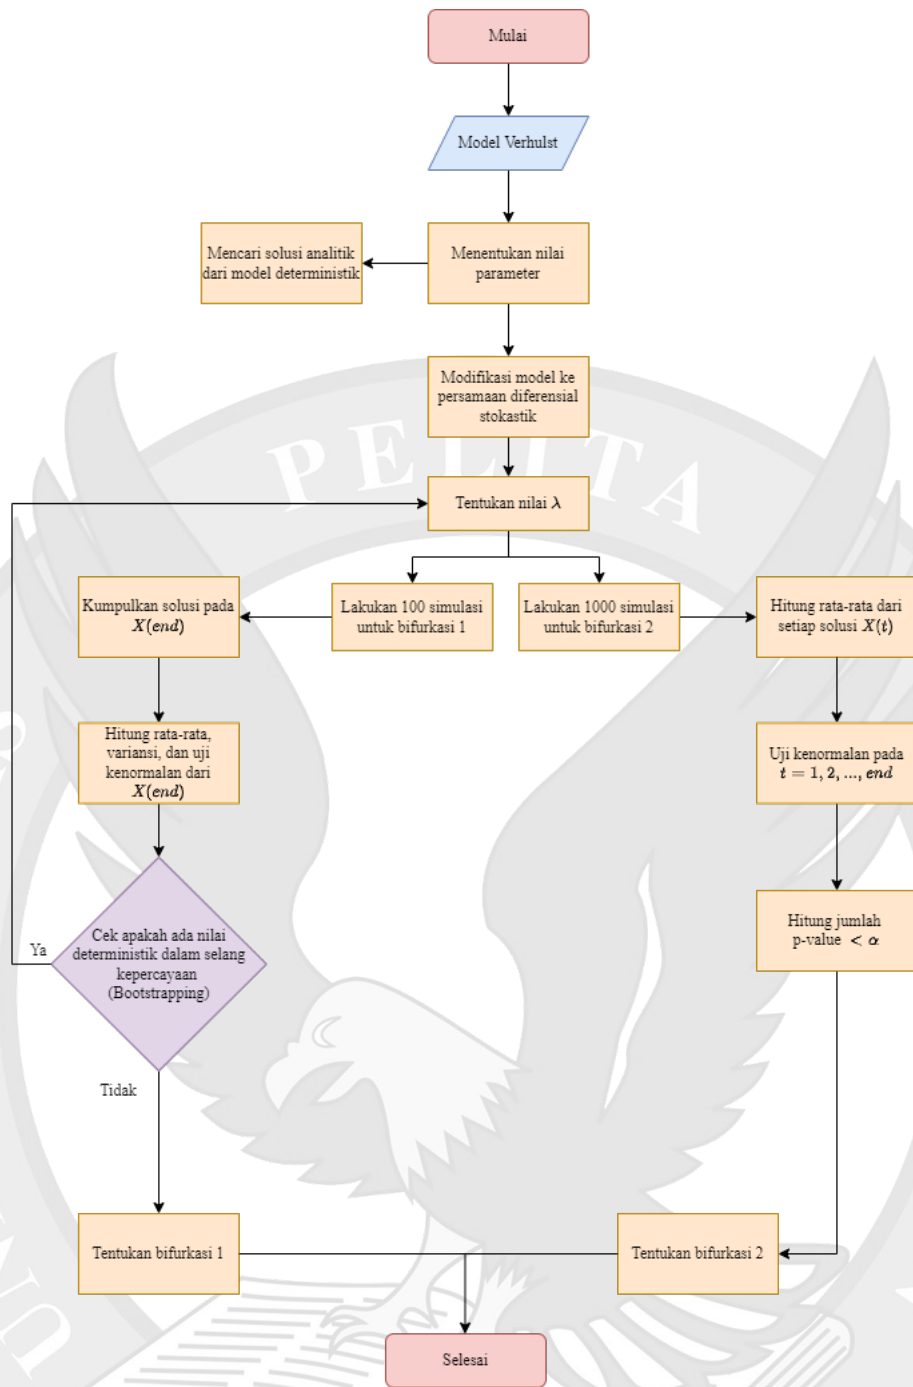 Mulai
Model Verhulst
Mencari solusi analitik
dari model deterministik
Menentukan nilai
parameter
Modifikasi model ke
persamaan diferensial
stokastik
PELITA
Tentukan nilai λ
Kumpulkan solusi pada
X(end)
Lakukan 100 simulasi
untuk bifurkasi 1
Lakukan 1000 simulasi
untuk bifurkasi 2
Hitung rata-rata dari
setiap solusi X(t)
Hitung rata-rata,
variansi, dan uji
kenormalan dari
X(end)
Uji kenormalan pada
t = 1, 2, ..., end
Ya
Cek apakah ada nilai
deterministik dalam selang
kepercayaan
(Bootstrapping)
Hitung jumlah
p-value < α
Tidak
Tentukan bifurkasi 1
Tentukan bifurkasi 2
Selesai